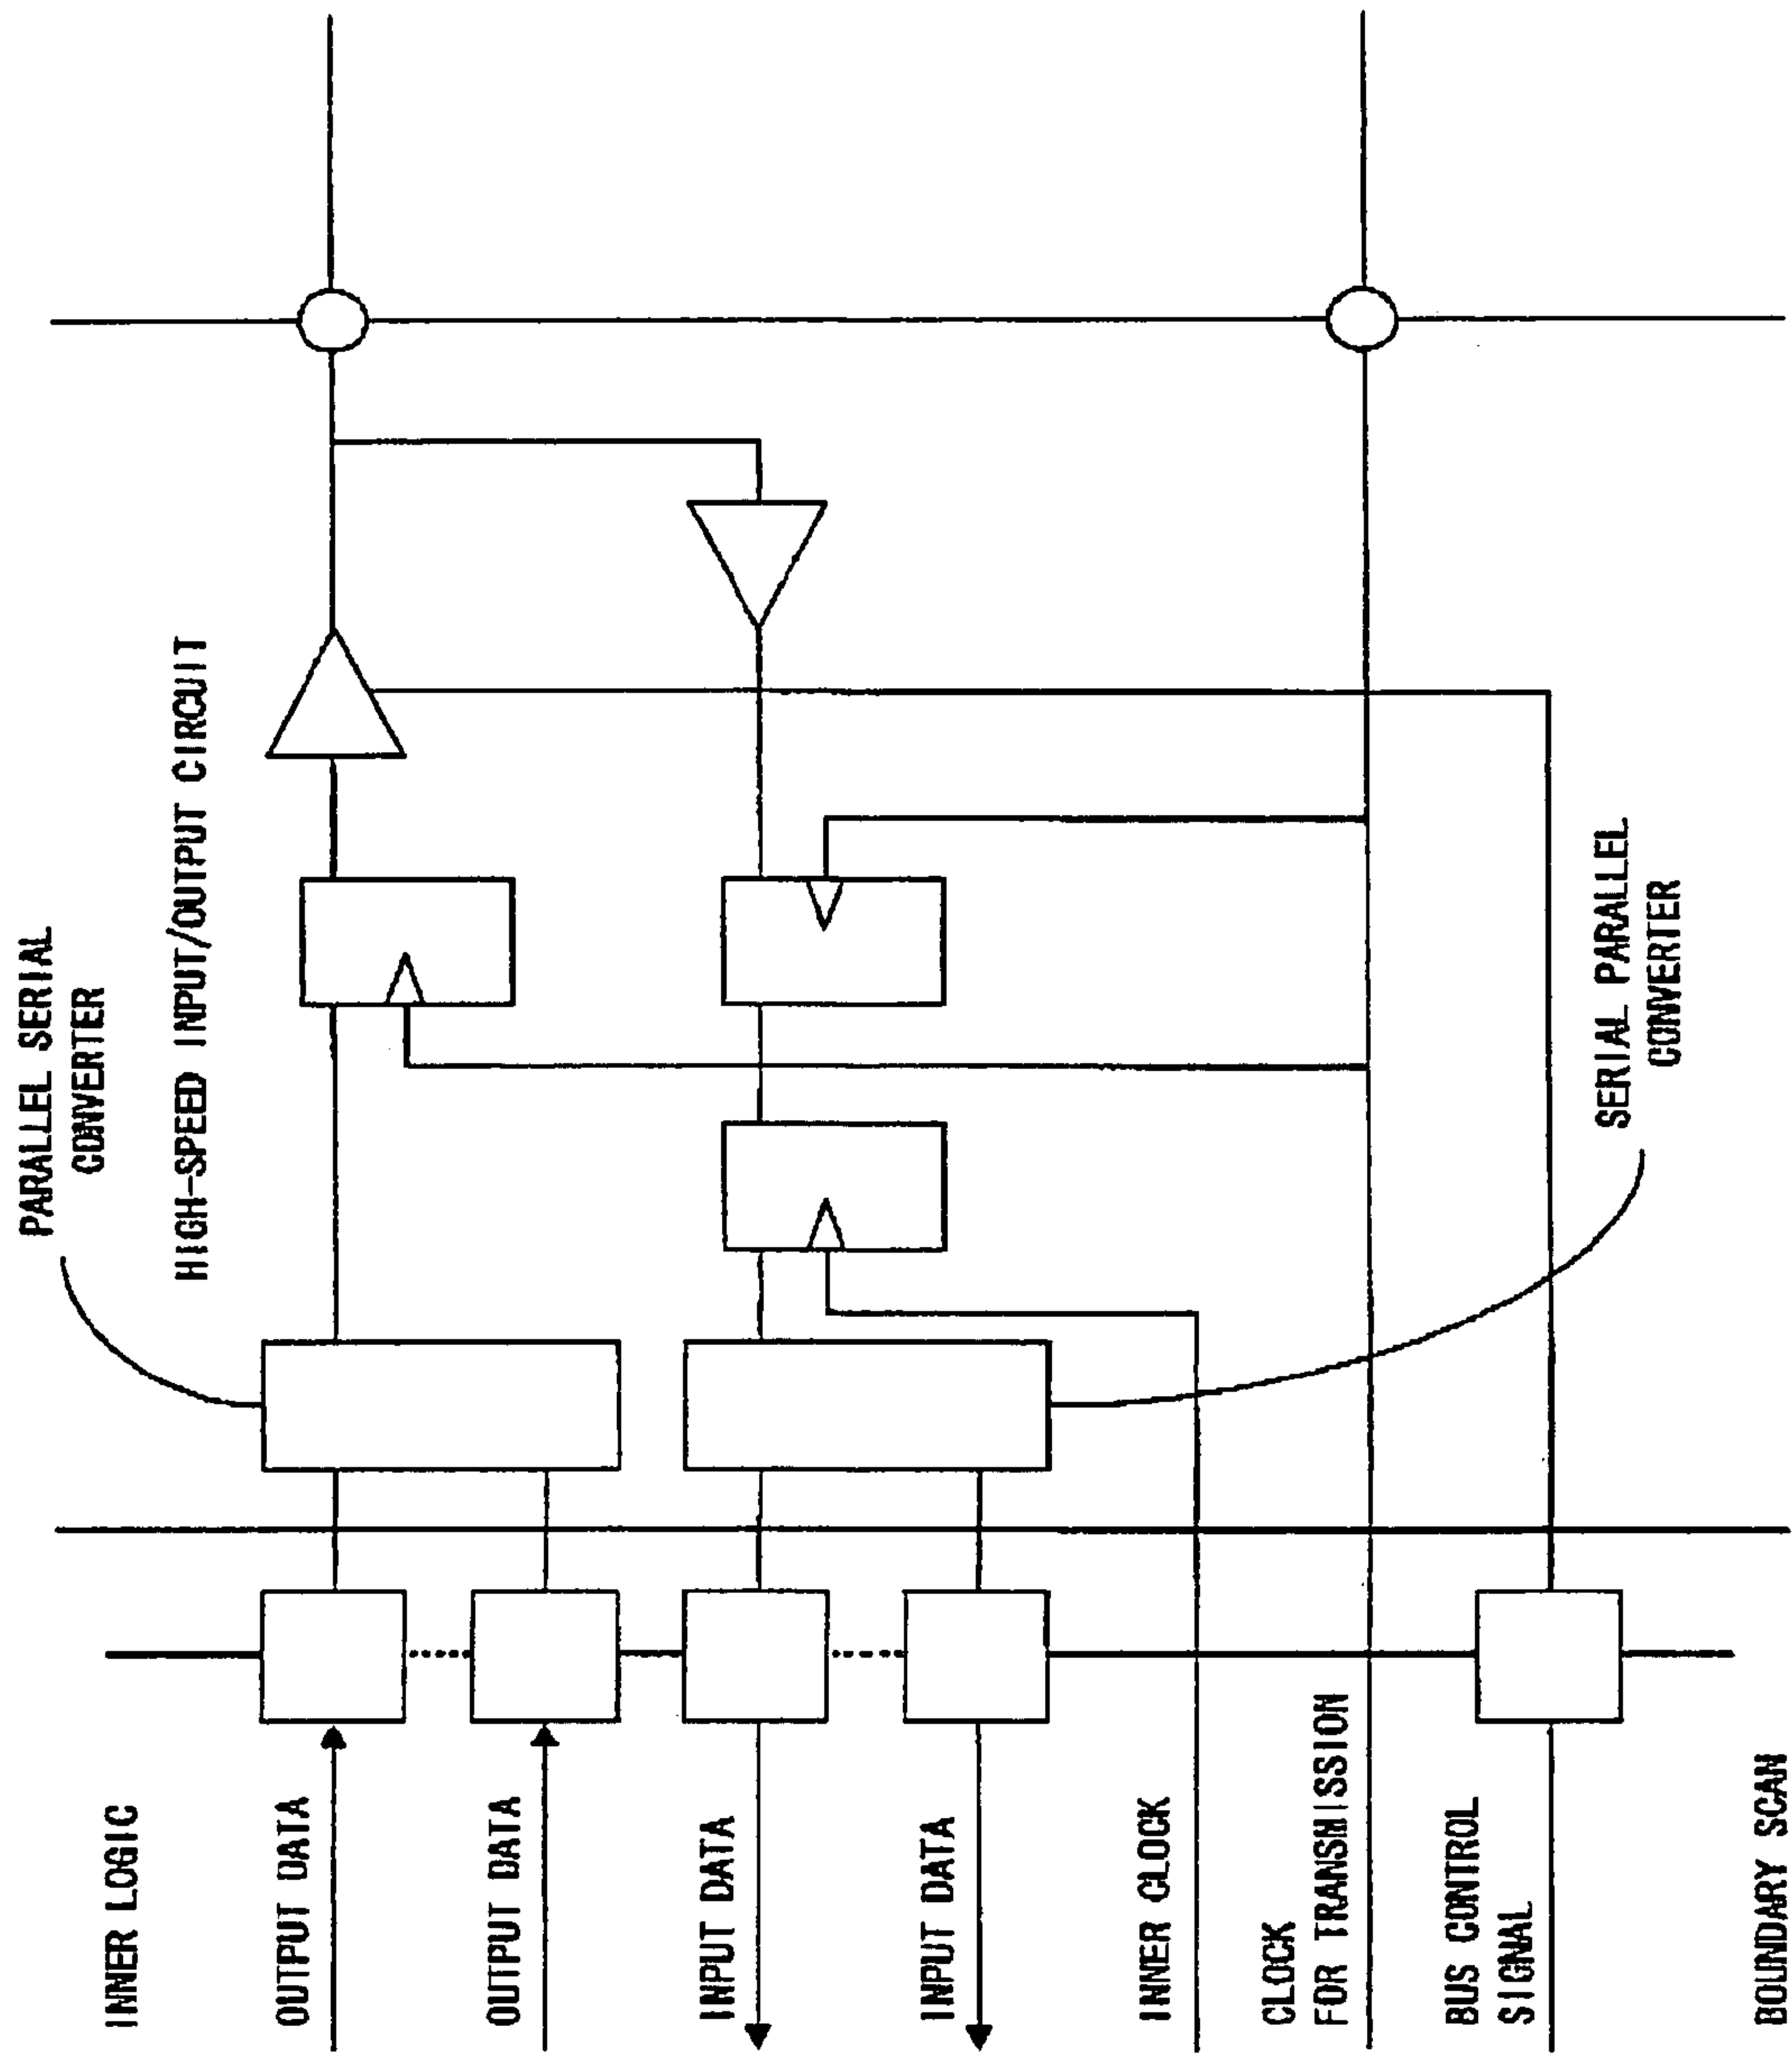 PARALLEL SERIAL
CONVERTER
HIGH-SPEED INPUT/OUTPUT CIRCUIT
SERIAL PARALLEL
CONVERTER
INNER LOGIC
OUTPUT DATA
OUTPUT DATA
INPUT DATA
INPUT DATA
INNER CLOCK
CLOCK
FOR TRANSMISSION
BUS CONTROL
SIGNAL
BOUNDARY SCAN